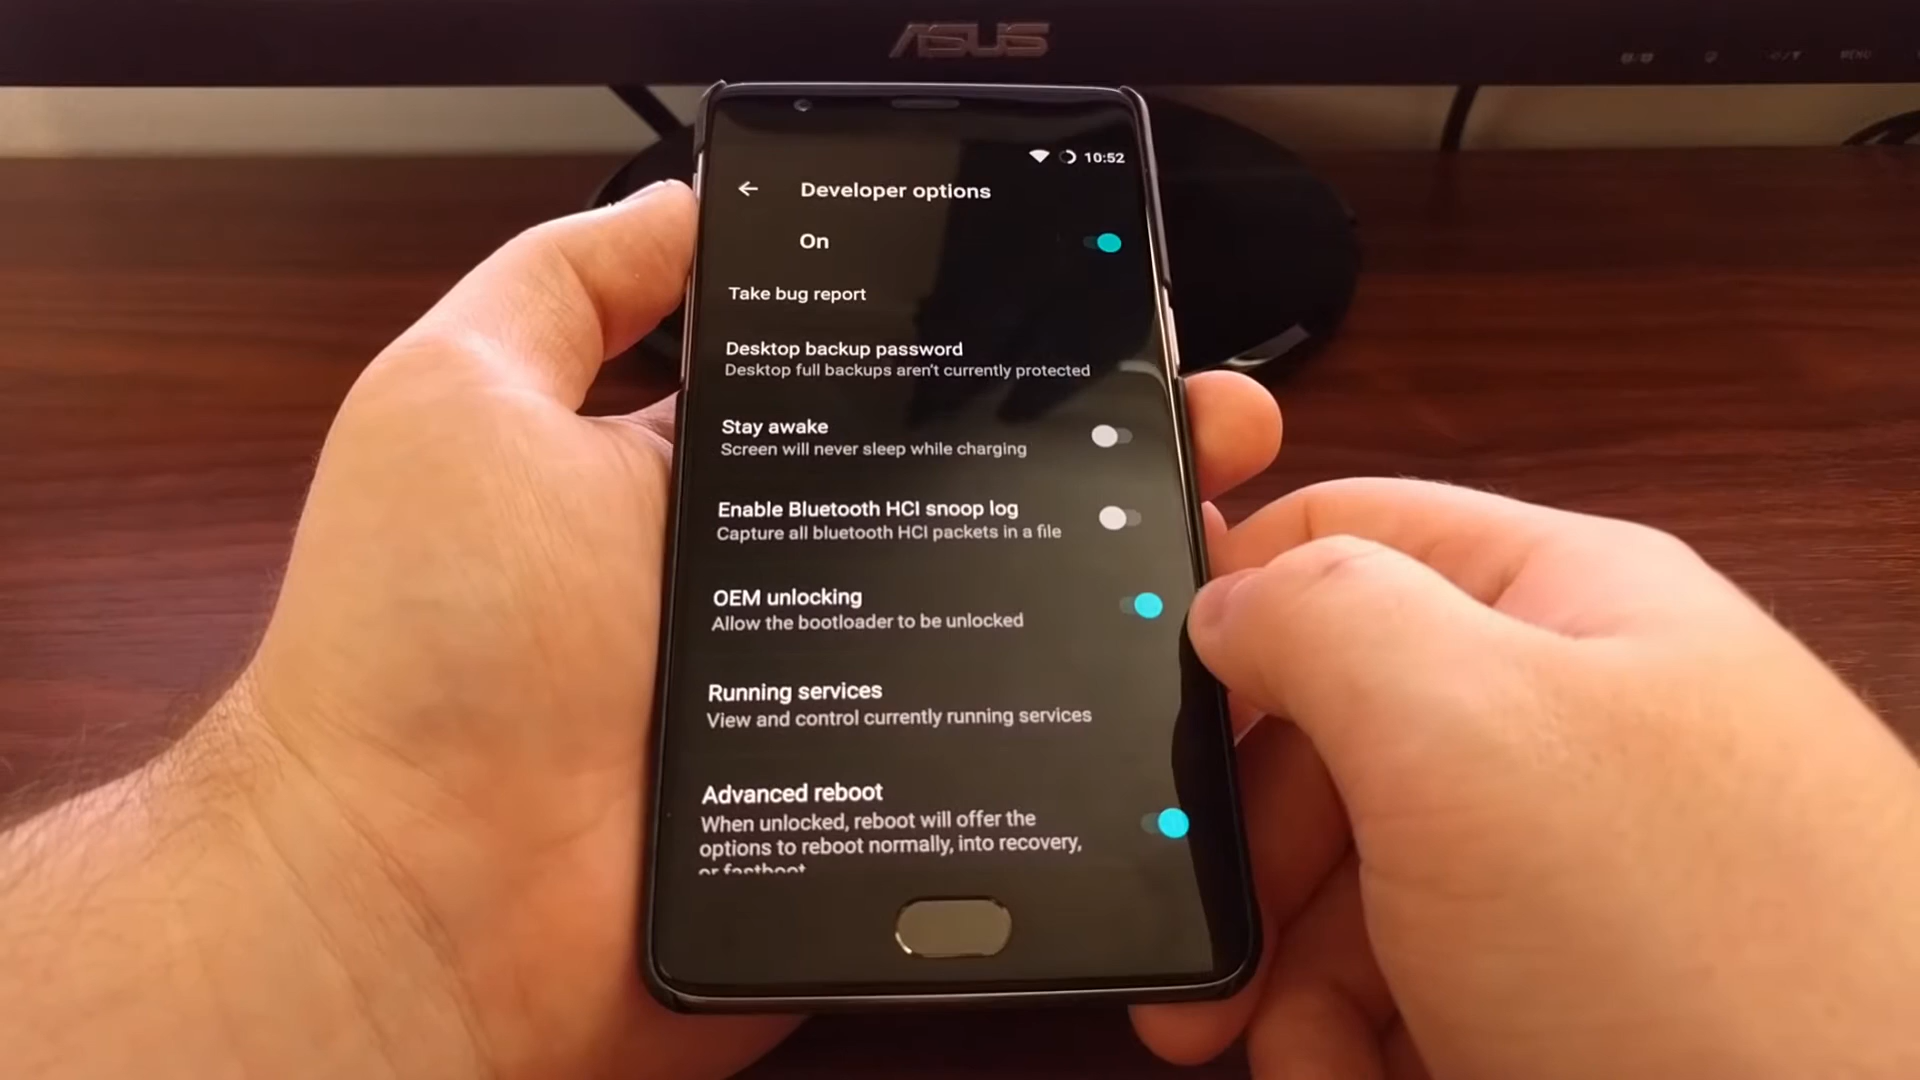 ASUS
MENU
10:52
Developer options
On
Take bug report
Desktop backup password
Desktop full backups aren't currently protected
Stay awake
Screen will never sleep while charging
Enable Bluetooth HCI snoop log
Capture all bluetooth HCI packets in a file
OEM unlocking
Allow the bootloader to be unlocked
Running services
View and control currently running services
Advanced reboot
When unlocked, reboot will offer the
options to reboot normally, into recovery,
or fastboot